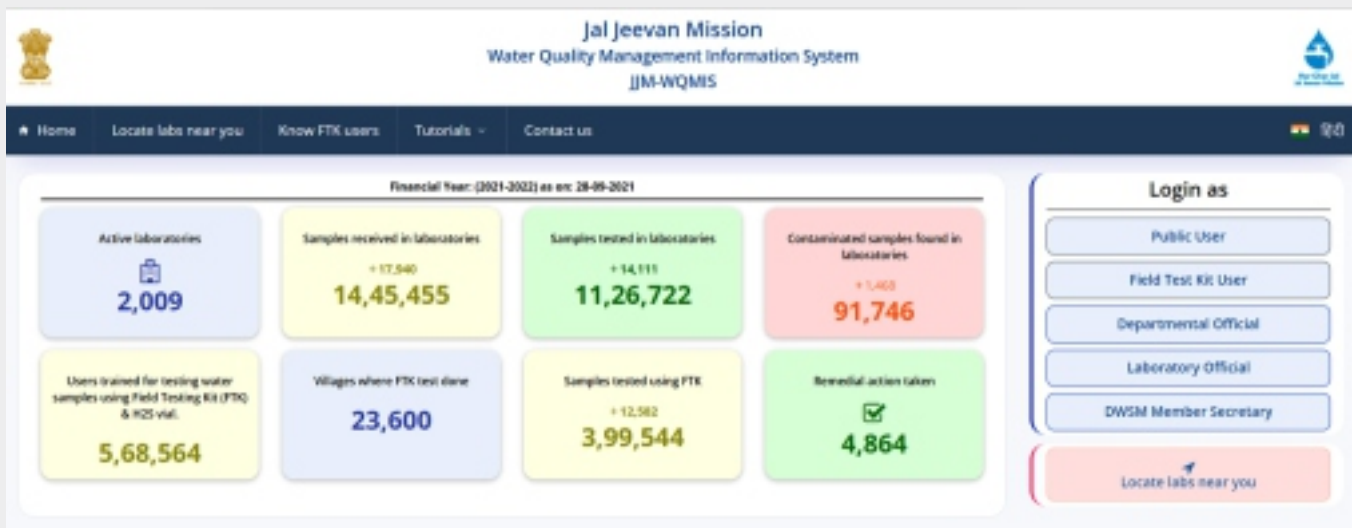 Jal Jeevan Mission
Water Quality Management Information System
JJM-WQMIS
Home Locate labs near you Know FTK users Tutorials Contact us हिंदी
Financial Year: (2021-2022) as on: 28-09-2021
Active laboratories
2,009
Samples received in laboratories
+ 17,940
14,45,455
Samples tested in laboratories
+ 14,111
11,26,722
Contaminated samples found in
laboratories
+ 1,468
91,746
Users trained for testing water
samples using Field Testing Kit (FTK)
& H2S vial.
5,68,564
Villages where FTK test done
23,600
Samples tested using FTK
+ 12,582
3,99,544
Remedial action taken
4,864
Login as
Public User
Field Test Kit User
Departmental Official
Laboratory Official
DWSM Member Secretary
Locate labs near you